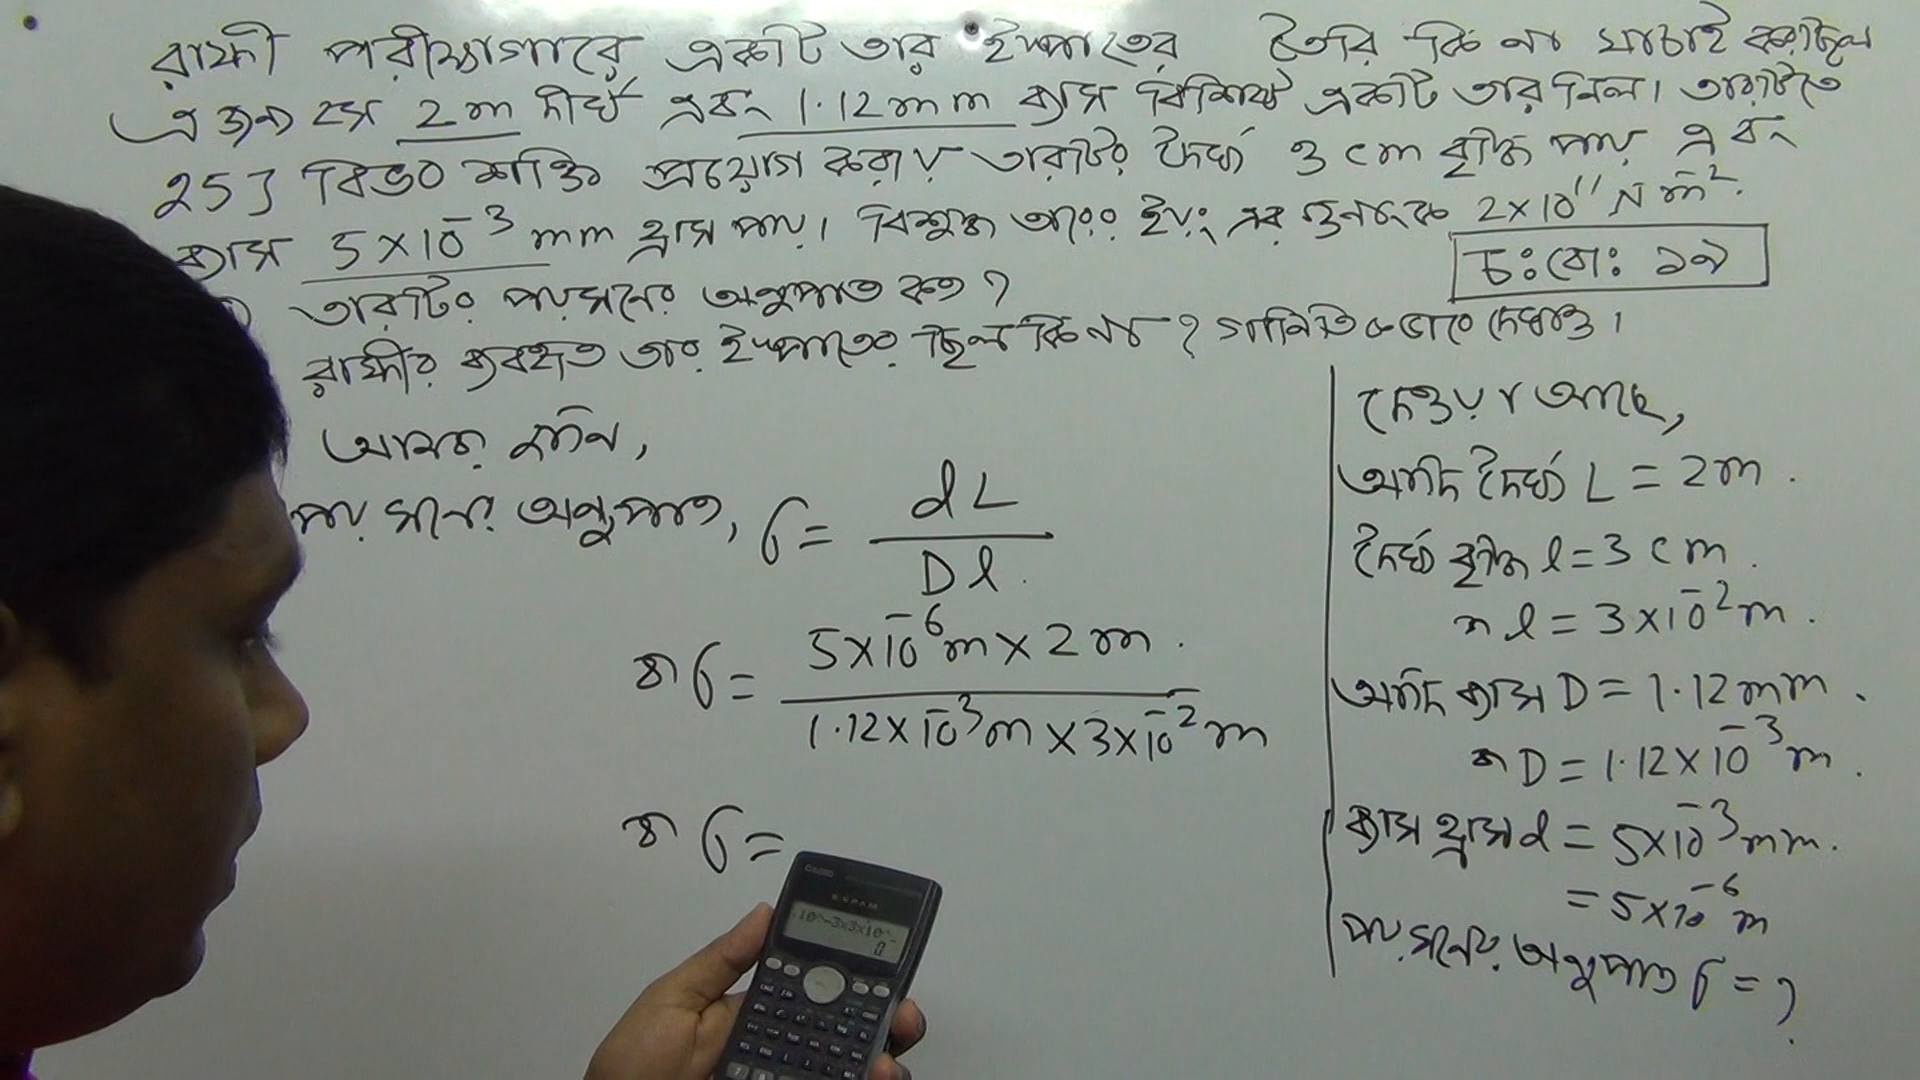 রাফী পরীক্ষাগারে একটি তার ইস্পাতের তৈরি কি না যাচাই করছিল
এ জন্য সে 2 m দীর্ঘ এবং 1.12 mm ব্যাস বিশিষ্ট একটি তার নিল। তারটিতে
25 J বিভব শক্তি প্রয়োগ করায় তারটির দৈর্ঘ্য 3 cm বৃদ্ধি পায় এবং
ব্যাস 5×10⁻³ mm হ্রাস পায়। বিশুদ্ধ তারের ইয়ং এর গুনাংক 2×10¹¹ N m⁻².
চঃ বোঃ ১৯
তারটির পয়সনের অনুপাত কত?
রাফীর ব্যবহৃত তার ইস্পাতের ছিল কি না? গানিতিক ভাবে দেখাও।
আমরা জানি,
পয়সনের অনুপাত, σ = dL / Dl
বা σ = 5×10⁻⁶ m × 2 m / 1.12×10⁻³ m × 3×10⁻² m
বা σ =
দেওয়া আছে,
আদি দৈর্ঘ্য L = 2 m.
দৈর্ঘ্য বৃদ্ধি l = 3 cm.
বা l = 3×10⁻² m.
আদি ব্যাস D = 1.12 mm.
বা D = 1.12×10⁻³ m.
ব্যাস হ্রাস d = 5×10⁻³ mm.
= 5×10⁻⁶ m
পয়সনের অনুপাত σ = ?
CASIO